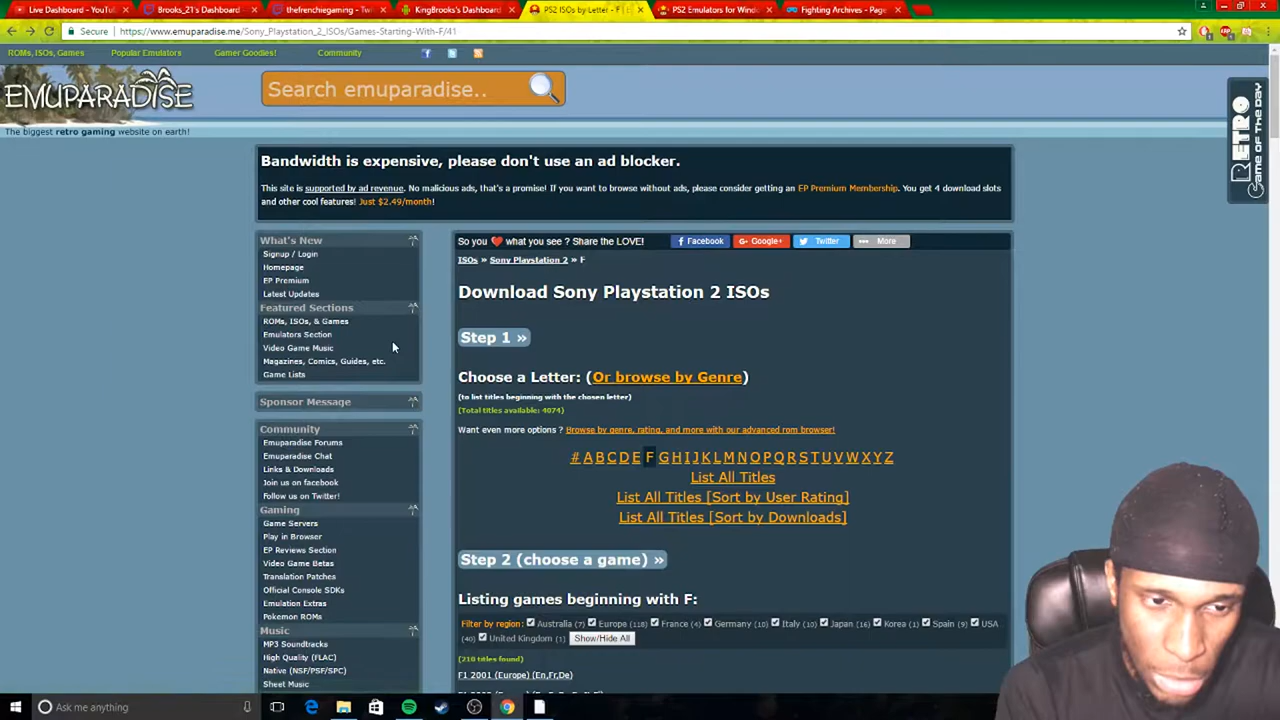 Live Dashboard - YouTu
Brooks_21's Dashboard
thefrenchiegaming - Twit
KingBrooks's Dashboard
PS2 ISOs by Letter - F |
PS2 Emulators for Wind
Fighting Archives - Page
Secure
https://www.emuparadise.me/Sony_Playstation_2_ISOs/Games-Starting-With-F/41
ROMs, ISOs, Games
Popular Emulators
Gamer Goodies!
Community
EMUPARADISE
Search emuparadise..
The biggest retro gaming website on earth!
RETRO GAME OF THE DAY
Bandwidth is expensive, please don't use an ad blocker.
This site is supported by ad revenue. No malicious ads, that's a promise! If you want to browse without ads, please consider getting an EP Premium Membership. You get 4 download slots
and other cool features! Just $2.49/month!
What's New
Signup / Login
Homepage
EP Premium
Latest Updates
Featured Sections
ROMs, ISOs, & Games
Emulators Section
Video Game Music
Magazines, Comics, Guides, etc.
Game Lists
Sponsor Message
Community
Emuparadise Forums
Emuparadise Chat
Links & Downloads
Join us on facebook
Follow us on Twitter!
Gaming
Game Servers
Play in Browser
EP Reviews Section
Video Game Betas
Translation Patches
Official Console SDKs
Emulation Extras
Pokemon ROMs
Music
MP3 Soundtracks
High Quality (FLAC)
Native (NSF/PSF/SPC)
Sheet Music
So you ❤ what you see ? Share the LOVE!
Facebook
Google+
Twitter
More
ISOs » Sony Playstation 2 » F
Download Sony Playstation 2 ISOs
Step 1 »
Choose a Letter: (Or browse by Genre)
(to list titles beginning with the chosen letter)
(Total titles available: 4074)
Want even more options ? Browse by genre, rating, and more with our advanced rom browser!
# A B C D E F G H I J K L M N O P Q R S T U V W X Y Z
List All Titles
List All Titles [Sort by User Rating]
List All Titles [Sort by Downloads]
Step 2 (choose a game) »
Listing games beginning with F:
Filter by region: Australia (7) Europe (118) France (4) Germany (10) Italy (10) Japan (16) Korea (1) Spain (9) USA
(40) United Kingdom (1) Show/Hide All
(210 titles found)
F1 2001 (Europe) (En,Fr,De)
Ask me anything